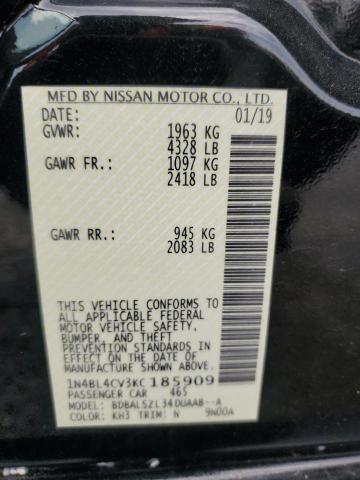 MFD BY NISSAN MOTOR CO., LTD.
DATE: 01/19
GVWR: 1963 KG
4328 LB
GAWR FR.: 1097 KG
2418 LB
GAWR RR.: 945 KG
2083 LB
THIS VEHICLE CONFORMS TO
ALL APPLICABLE FEDERAL
MOTOR VEHICLE SAFETY,
BUMPER, AND THEFT
PREVENTION STANDARDS IN
EFFECT ON THE DATE OF
MANUFACTURE SHOWN ABOVE.
1N4BL4CV3KC185909
PASSENGER CAR 465
MODEL: BDBALSZL34DUAAB--A
COLOR: KH3 TRIM: N 9N00A